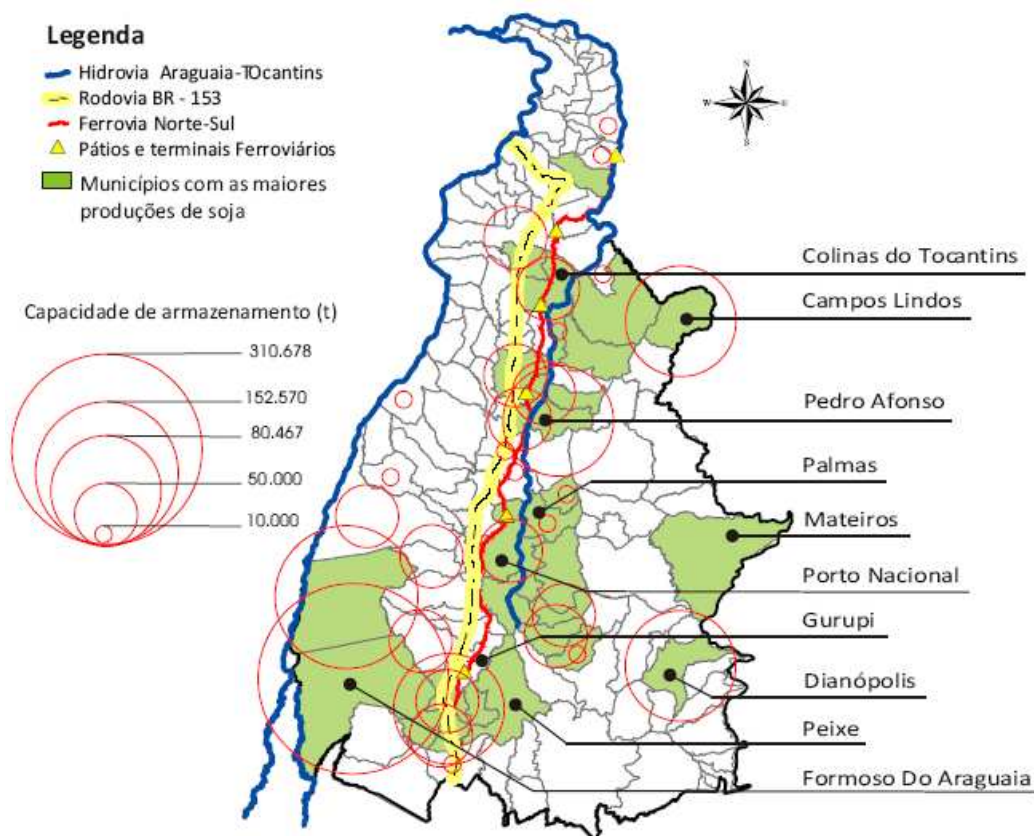 Legenda
Hidrovia Araguaia-TOcantins
Rodovia BR - 153
Ferrovia Norte-Sul
Pátios e terminais Ferroviários
Municípios com as maiores
produções de soja
N
W
E
S
Capacidade de armazenamento (t)
310.678
152.570
80.467
50.000
10.000
Colinas do Tocantins
Campos Lindos
Pedro Afonso
Palmas
Mateiros
Porto Nacional
Gurupi
Dianópolis
Peixe
Formoso Do Araguaia